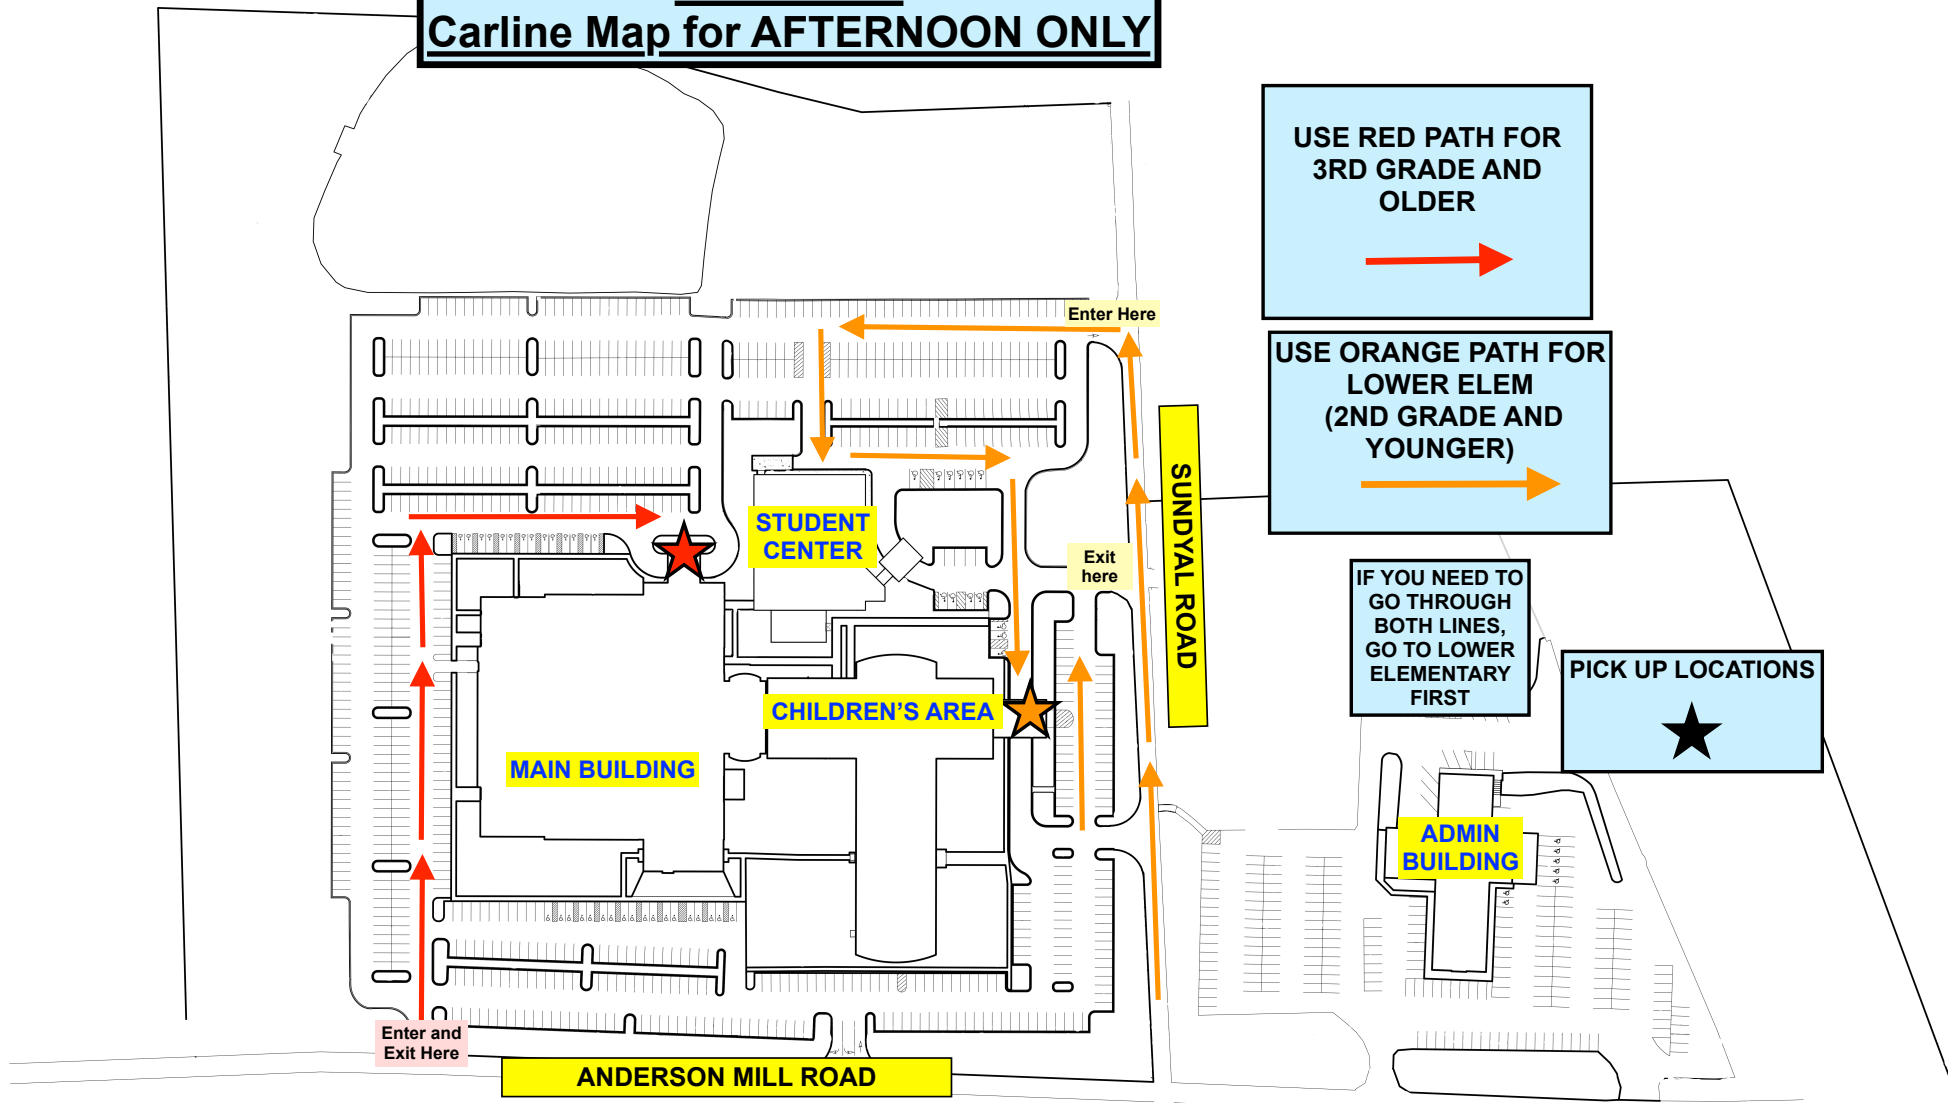 Carline Map for AFTERNOON ONLY
USE RED PATH FOR
3RD GRADE AND
OLDER
Enter Here
USE ORANGE PATH FOR
LOWER ELEM
(2ND GRADE AND
YOUNGER)
SUNDYAL ROAD
STUDENT
CENTER
Exit
here
IF YOU NEED TO
GO THROUGH
BOTH LINES,
GO TO LOWER
ELEMENTARY
FIRST
PICK UP LOCATIONS
CHILDREN'S AREA
MAIN BUILDING
ADMIN
BUILDING
Enter and
Exit Here
ANDERSON MILL ROAD